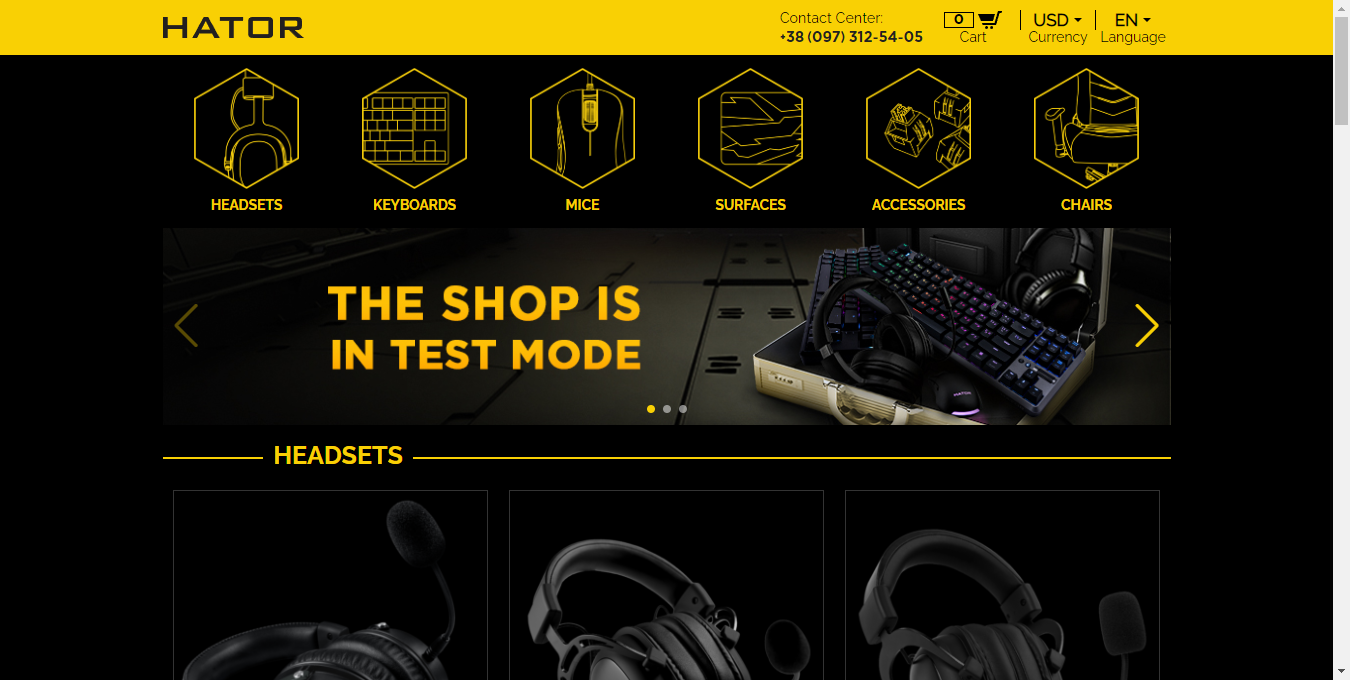 HATOR
Contact Center:
+38 (097) 312-54-05
0
Cart
USD
Currency
EN
Language
HEADSETS
KEYBOARDS
MICE
SURFACES
ACCESSORIES
CHAIRS
THE SHOP IS
IN TEST MODE
HATOR
HEADSETS